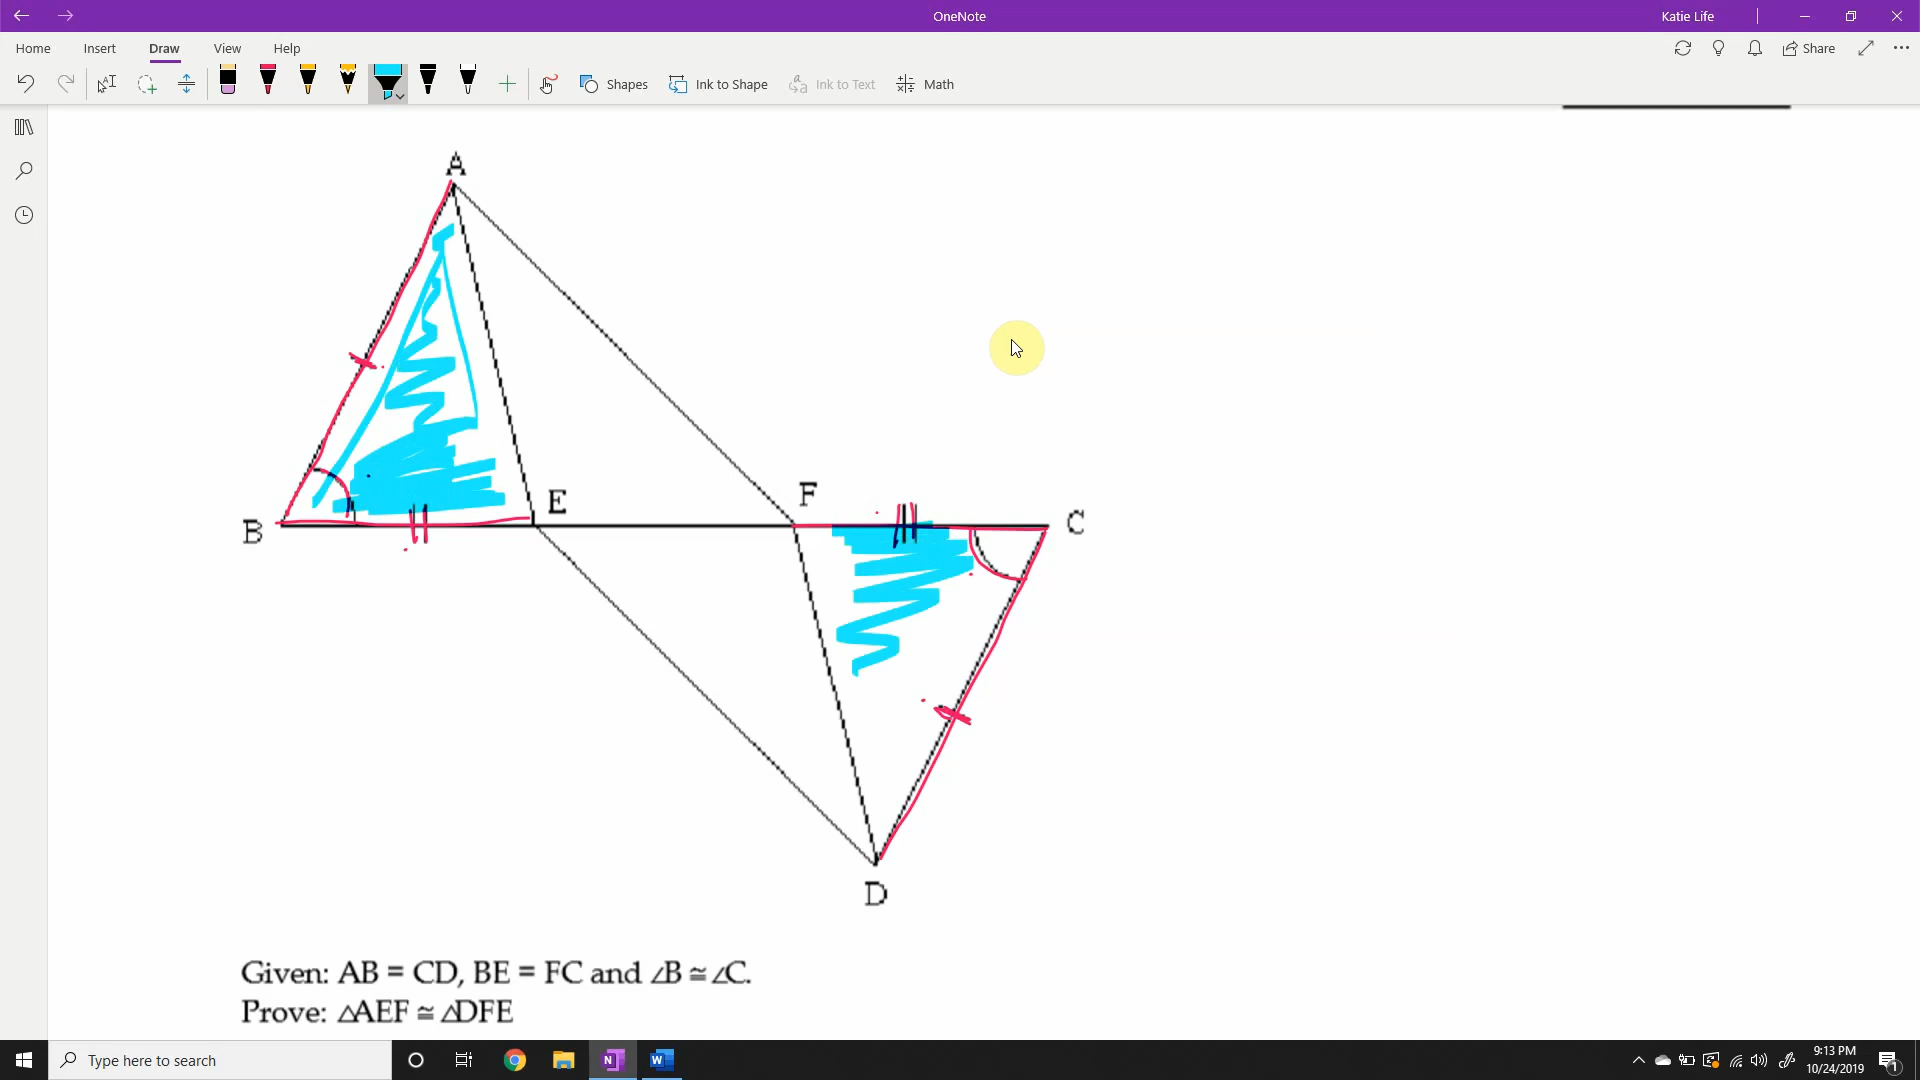 OneNote
Katie Life
Home Insert Draw View Help
Share
Shapes
Ink to Shape
Ink to Text
Math
A
E
F
B
C
D
Given: AB = CD, BE = FC and ∠B ≅ ∠C.
Prove: △AEF ≅ △DFE
Type here to search
9:13 PM
10/24/2019
1